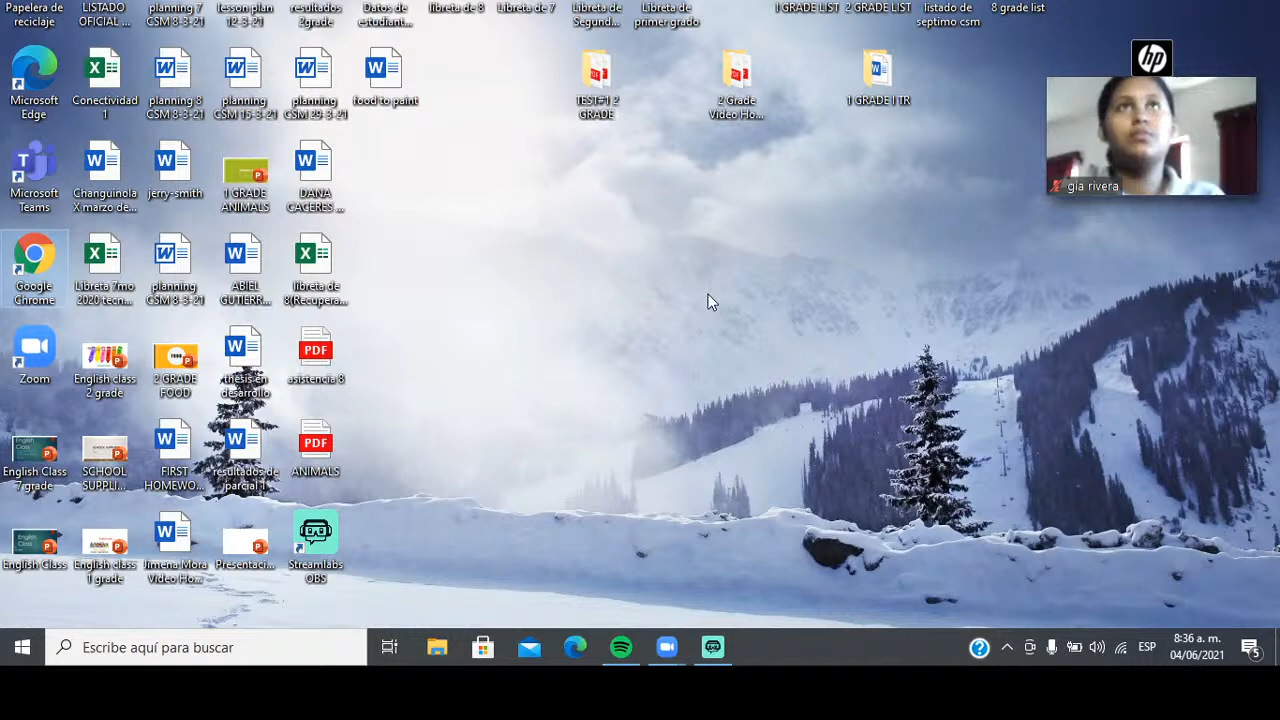 Papelera de reciclaje
LISTADO OFICIAL ...
planning 7 CSM 8-3-21
lesson plan 12-3-21
resultados 2grade
Datos de estudiant...
libreta de 8
Libreta de 7
Libreta de Segund...
Libreta de primer grado
1 GRADE LIST
2 GRADE LIST
listado de septimo csm
8 grade list
Microsoft Edge
Conectividad 1
planning 8 CSM 8-3-21
planning CSM 15-3-21
planning CSM 29-3-21
food to paint
TEST#1 2 GRADE
2 Grade Video Ho...
1 GRADE I TR
hp
gia rivera
Microsoft Teams
Changuinola X marzo de...
jerry-smith
1 GRADE ANIMALS
DANA CACERES ...
Google Chrome
Libreta 7mo 2020 tecn...
planning CSM 8-3-21
ABIEL GUTIERR...
libreta de 8(Recupera...
Zoom
English class 2 grade
FOOD
2 GRADE FOOD
thesis en desarrollo
PDF
asistencia 8
English Class
English Class 7 grade
SCHOOL SUPPLI...
FIRST HOMEWO...
resultados de parcial 1
PDF
ANIMALS
English Class
English class 1 grade
Jimena Mora Video Ho...
Presentaci...
Streamlabs OBS
Escribe aquí para buscar
ESP
8:36 a. m.
04/06/2021
5